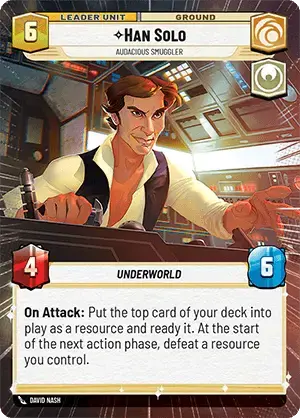 LEADER UNIT
GROUND
6
✧HAN SOLO
AUDACIOUS SMUGGLER
4
UNDERWORLD
6
On Attack: Put the top card of your deck into
play as a resource and ready it. At the start
of the next action phase, defeat a resource
you control.
DAVID NASH